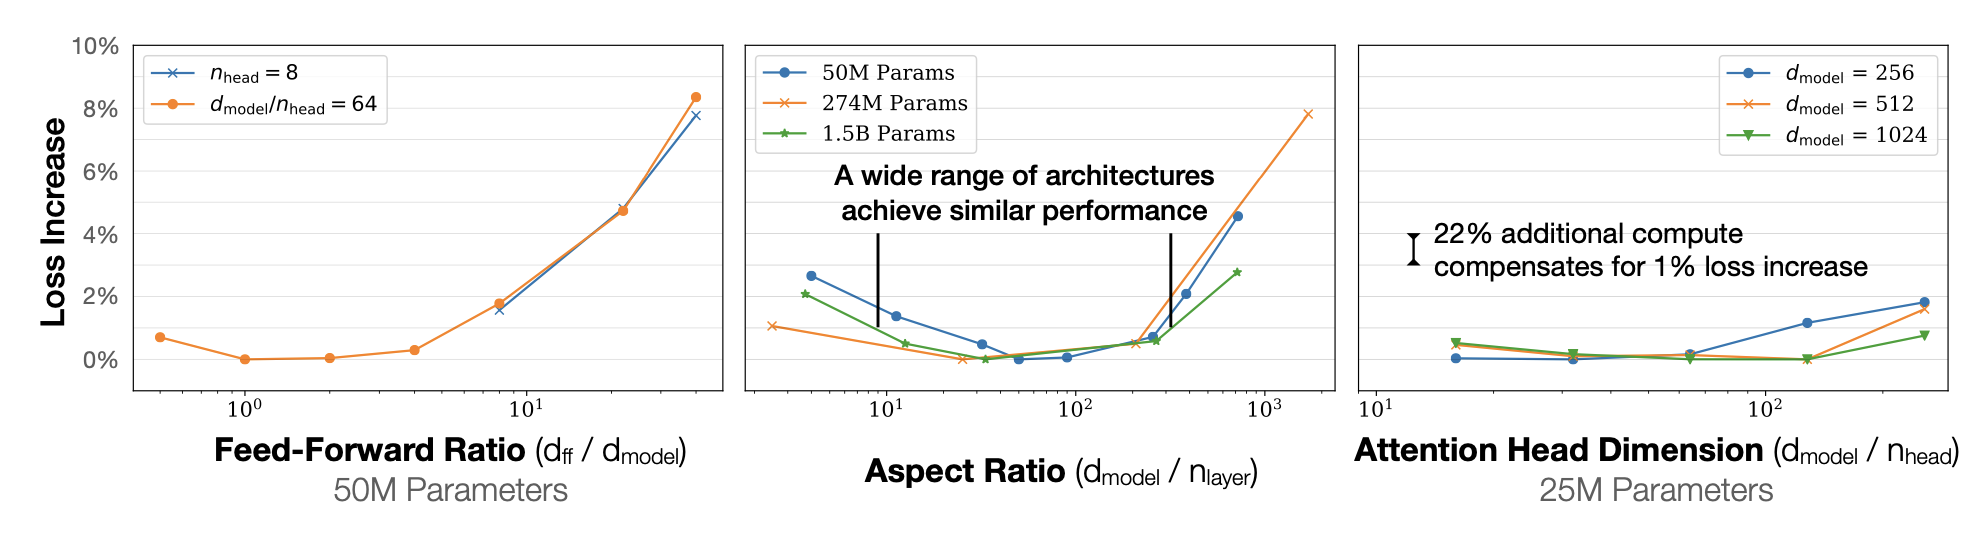 10%
8%
6%
4%
2%
0%
Loss Increase
n_head = 8
d_model/n_head = 64
10^0
10^1
Feed-Forward Ratio (d_ff / d_model)
50M Parameters
50M Params
274M Params
1.5B Params
A wide range of architectures
achieve similar performance
10^1
10^2
10^3
Aspect Ratio (d_model / n_layer)
d_model = 256
d_model = 512
d_model = 1024
22% additional compute
compensates for 1% loss increase
10^1
10^2
Attention Head Dimension (d_model / n_head)
25M Parameters